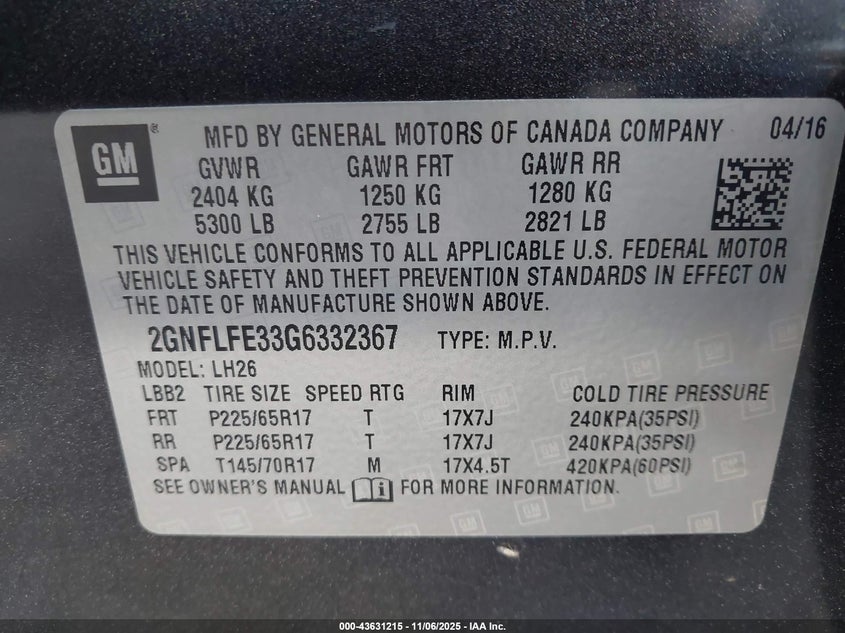 GM® MFD BY GENERAL MOTORS OF CANADA COMPANY 04/16
GVWR GAWR FRT GAWR RR
2404 KG 1250 KG 1280 KG
5300 LB 2755 LB 2821 LB
THIS VEHICLE CONFORMS TO ALL APPLICABLE U.S. FEDERAL MOTOR
VEHICLE SAFETY AND THEFT PREVENTION STANDARDS IN EFFECT ON
THE DATE OF MANUFACTURE SHOWN ABOVE.
2GNFLFE33G6332367 TYPE: M.P.V.
MODEL: LH26
LBB2 TIRE SIZE SPEED RTG RIM COLD TIRE PRESSURE
FRT P225/65R17 T 17X7J 240KPA(35PSI)
RR P225/65R17 T 17X7J 240KPA(35PSI)
SPA T145/70R17 M 17X4.5T 420KPA(60PSI)
SEE OWNER'S MANUAL FOR MORE INFORMATION.
000-43631215 - 11/06/2025 - IAA Inc.